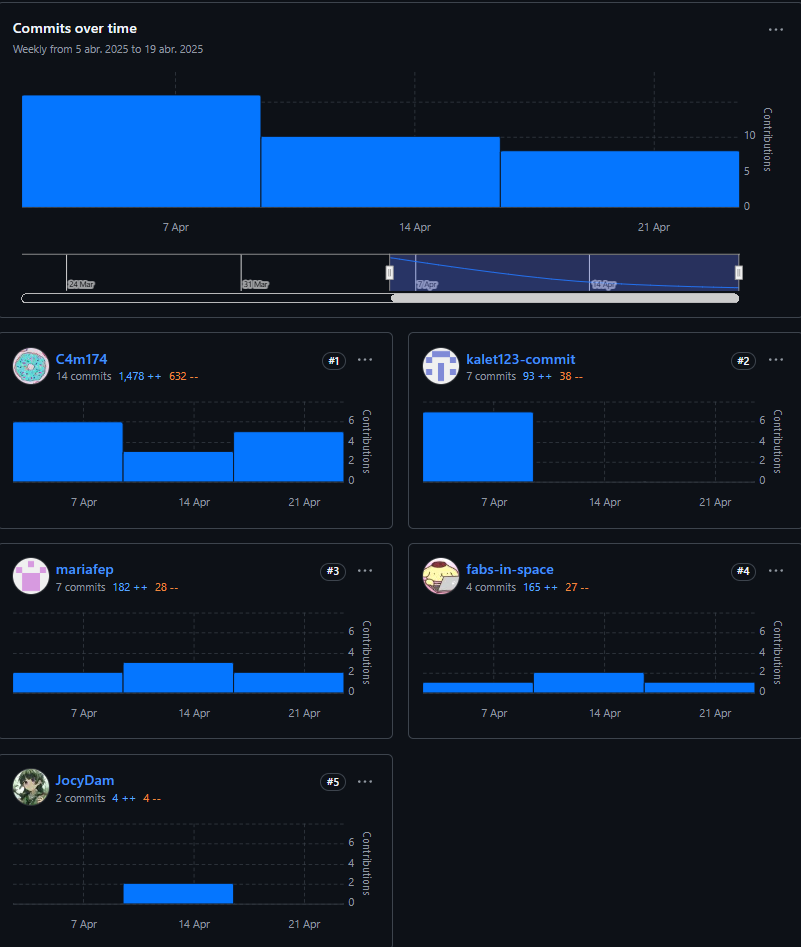 Commits over time
Weekly from 5 abr. 2025 to 19 abr. 2025
10
5
0
Contributions
7 Apr 14 Apr 21 Apr
24 Mar 31 Mar 7 Apr 14 Apr
C4m174 #1
14 commits 1,478 ++ 632 --
6
4
2
0
Contributions
7 Apr 14 Apr 21 Apr
kalet123-commit #2
7 commits 93 ++ 38 --
6
4
2
0
Contributions
7 Apr 14 Apr 21 Apr
mariafep #3
7 commits 182 ++ 28 --
6
4
2
0
Contributions
7 Apr 14 Apr 21 Apr
fabs-in-space #4
4 commits 165 ++ 27 --
6
4
2
0
Contributions
7 Apr 14 Apr 21 Apr
JocyDam #5
2 commits 4 ++ 4 --
6
4
2
0
Contributions
7 Apr 14 Apr 21 Apr